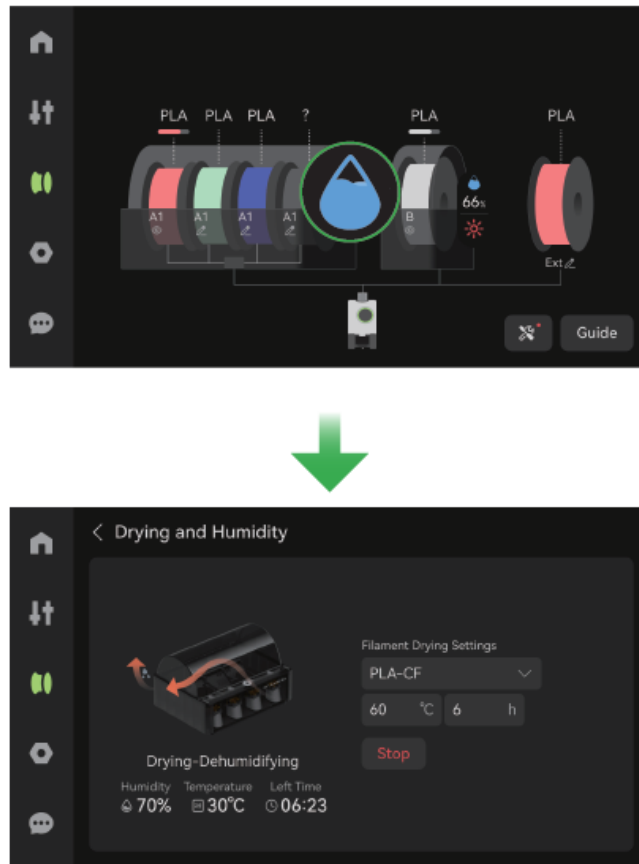 PLA PLA PLA ? PLA PLA
66%
A1 A1 A1 A1 B
Ext
Guide
Drying and Humidity
Filament Drying Settings
PLA-CF
60 °C 6 h
Stop
Drying-Dehumidifying
Humidity Temperature Left Time
70% 30°C 06:23